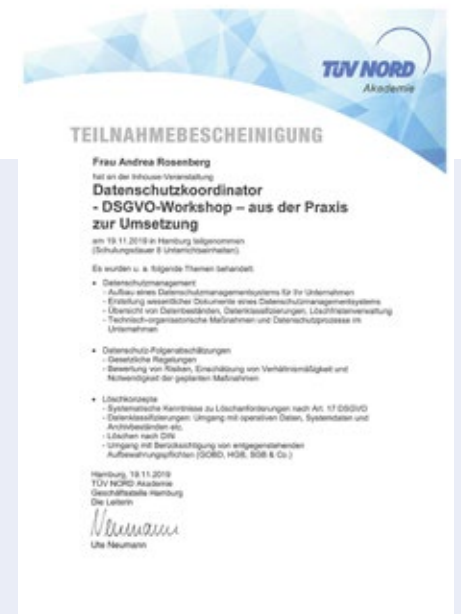 TÜV NORD
Akademie
TEILNAHMEBESCHEINIGUNG
Frau Andrea Rosenberg
hat an der Inhouse-Veranstaltung
Datenschutzkoordinator
- DSGVO-Workshop – aus der Praxis
zur Umsetzung
am 19.11.2019 in Hamburg teilgenommen
(Schulungsdauer 8 Unterrichtseinheiten).
Es wurden u. a. folgende Themen behandelt:
• Datenschutzmanagement
- Aufbau eines Datenschutzmanagementsystems für Ihr Unternehmen
- Erstellung wesentlicher Dokumente eines Datenschutzmanagementsystems
- Übersicht von Datenbeständen, Datenklassifizierungen, Löschfristenverwaltung
- Technisch-organisatorische Maßnahmen und Datenschutzprozesse im
Unternehmen
• Datenschutz-Folgenabschätzungen
- Gesetzliche Regelungen
- Bewertung von Risiken, Einschätzung von Verhältnismäßigkeit und
Notwendigkeit der geplanten Maßnahmen
• Löschkonzepte
- Systematische Kenntnisse zu Löschanforderungen nach Art. 17 DSGVO
- Datenklassifizierungen: Umgang mit operativen Daten, Systemdaten und
Archivbeständen etc.
- Löschen nach DIN
- Umgang mit Berücksichtigung von entgegenstehenden
Aufbewahrungspflichten (GOBD, HGB, SGB & Co.)
Hamburg, 19.11.2019
TÜV NORD Akademie
Geschäftsstelle Hamburg
Die Leiterin
Neumann
Ute Neumann